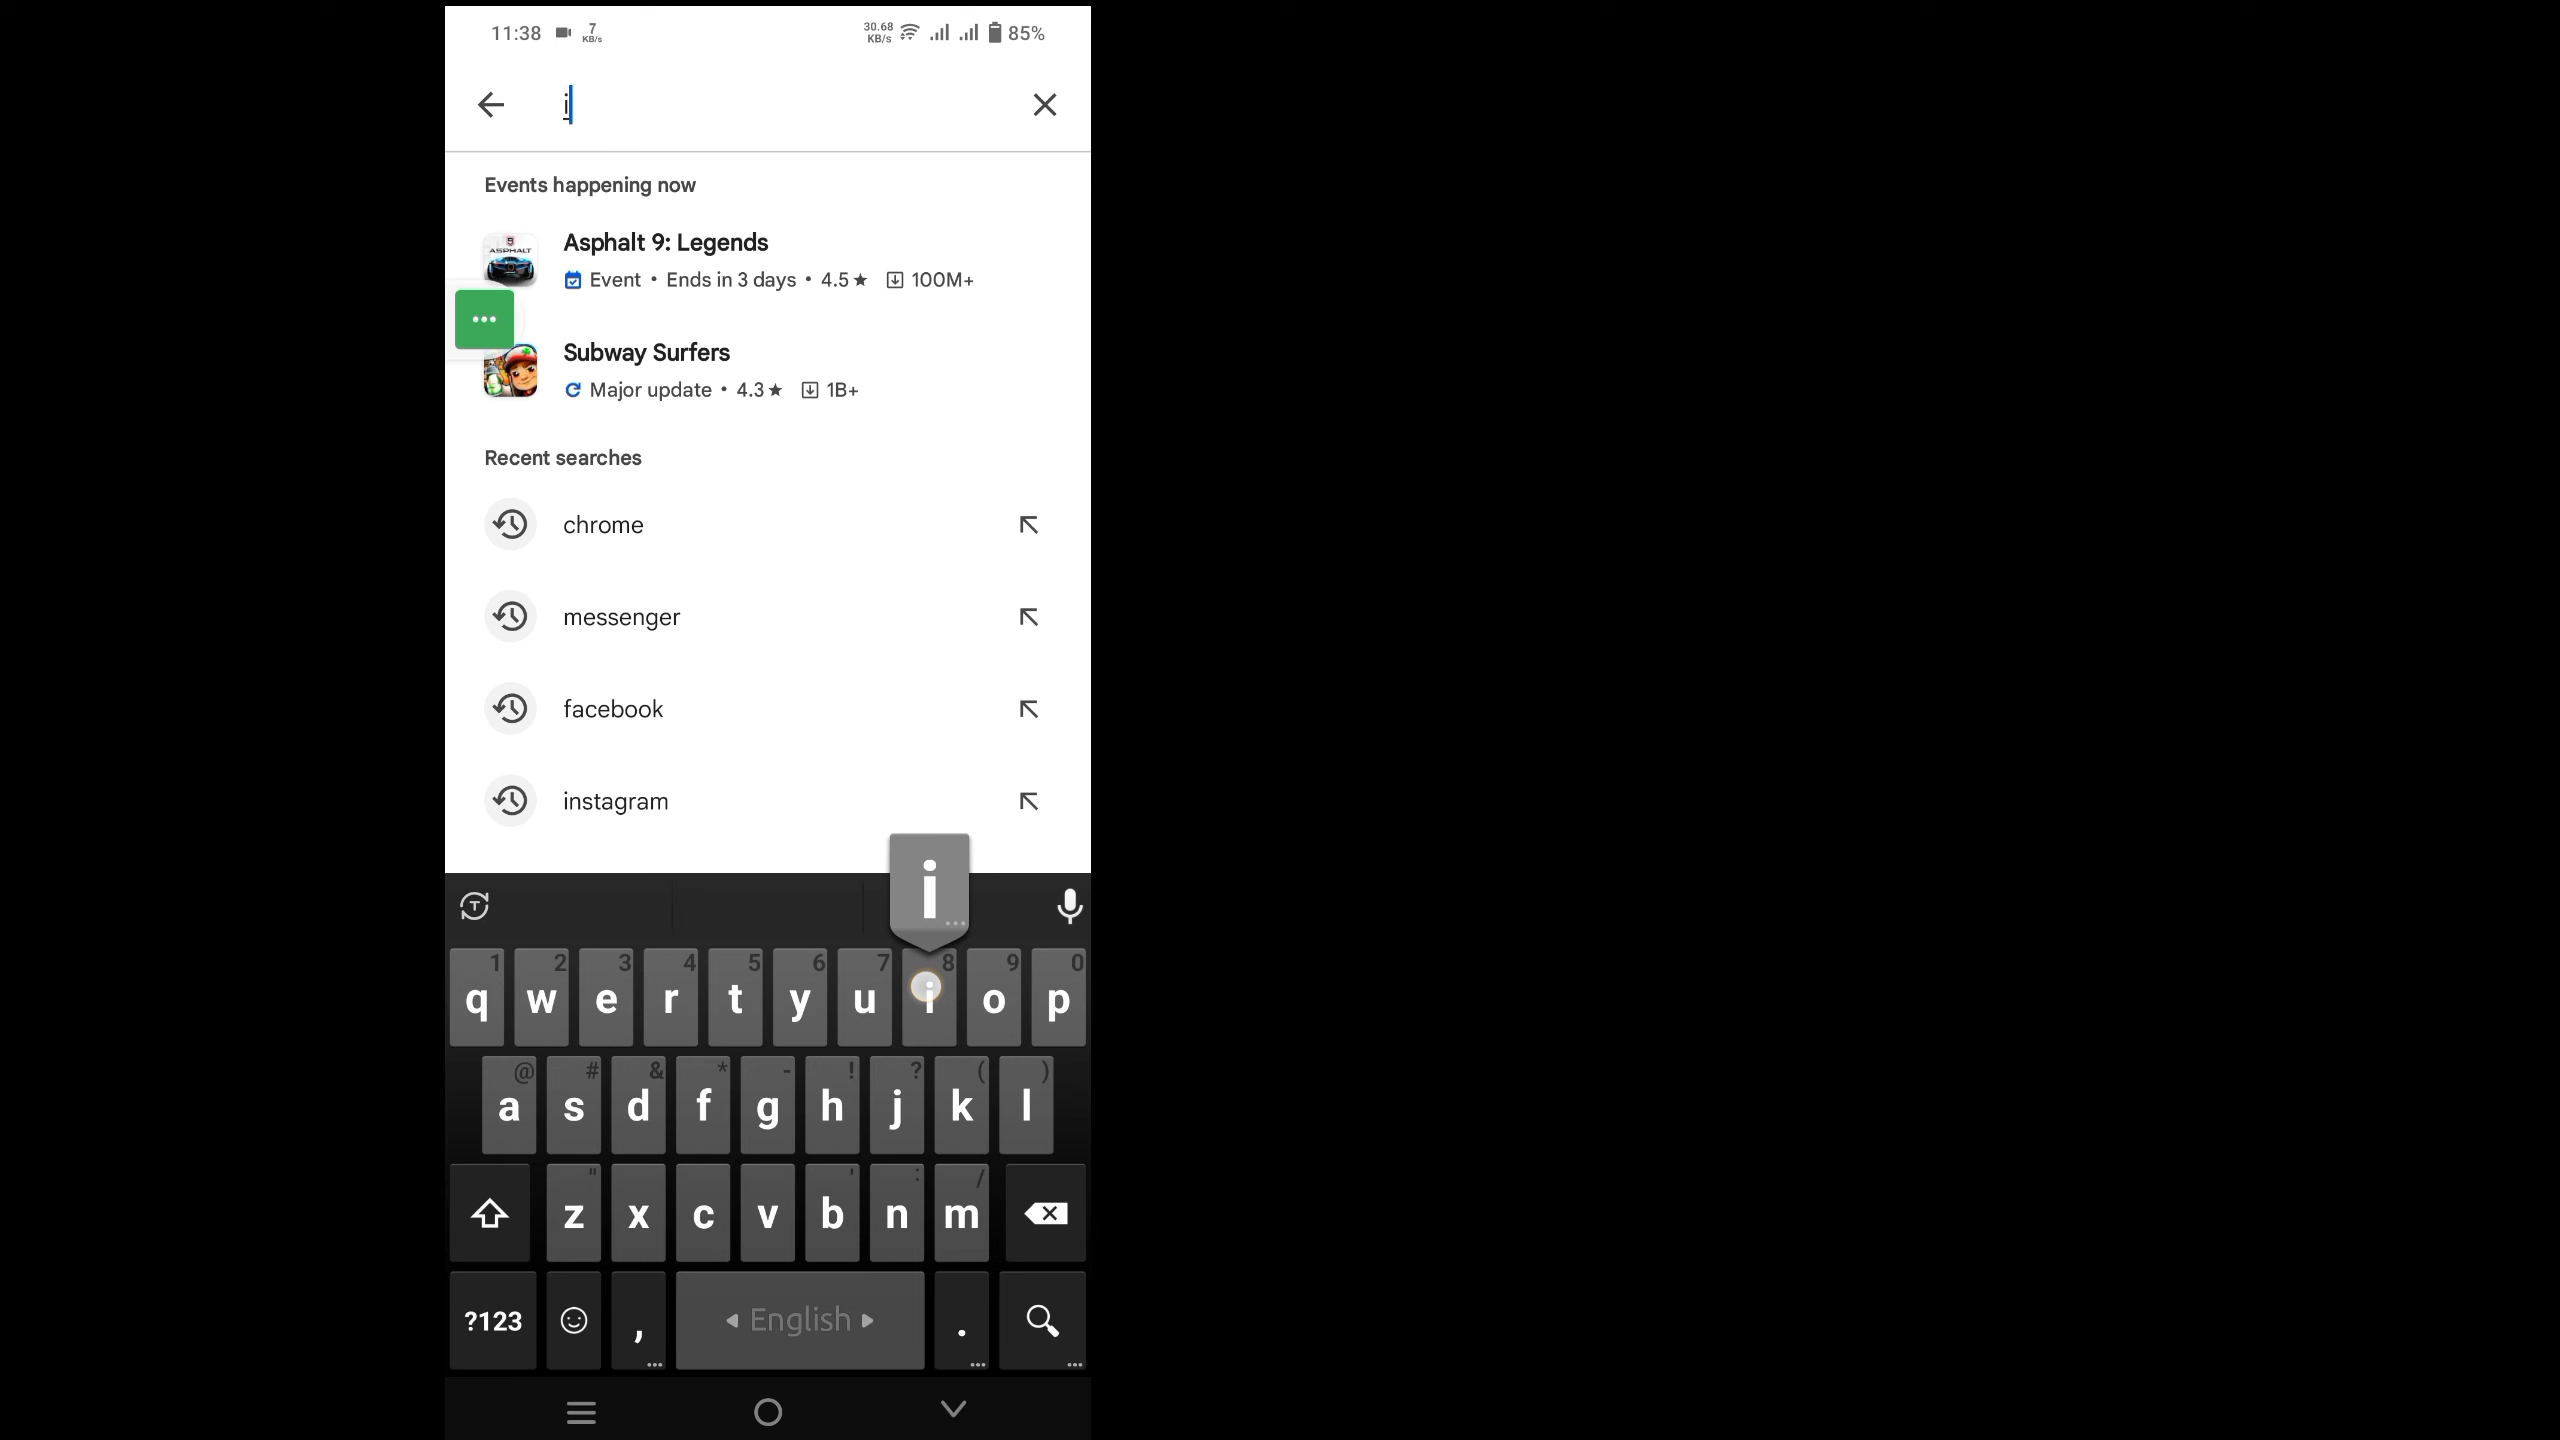 11:38 7 KB/s 30.68 KB/s 85%
i
Events happening now
ASPHALT
Asphalt 9: Legends
Event • Ends in 3 days • 4.5 ★ 100M+
Subway Surfers
Major update • 4.3 ★ 1B+
Recent searches
chrome
messenger
facebook
instagram
i
T
1 2 3 4 5 6 7 8 9 0
q w e r t y u i o p
@ # & * - ! ? ( )
a s d f g h j k l
" ' : /
z x c v b n m
?123 , English .